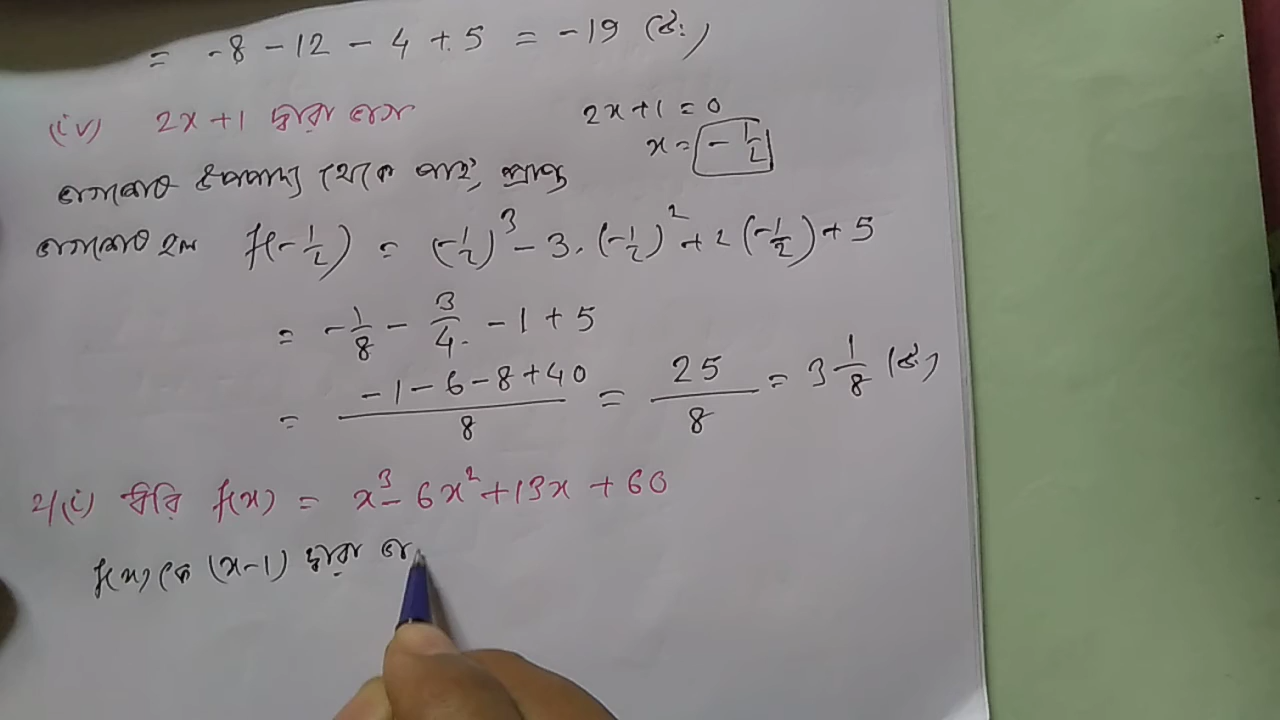 = -8 - 12 - 4 + 5 = -19 (উঃ)
(iv) 2x + 1 দ্বারা ভাগ
2x + 1 = 0
x = -1/2
ভাগশেষ উপপাদ্য থেকে পাই, প্রাপ্ত
ভাগশেষ হল f(-1/2) = (-1/2)³ - 3.(-1/2)² + 2(-1/2) + 5
= -1/8 - 3/4 - 1 + 5
= (-1 - 6 - 8 + 40)/8 = 25/8 = 3 1/8 (উঃ)
2/(i) ধরি f(x) = x³ - 6x² + 13x + 60
f(x) কে (x-1) দ্বারা ভা